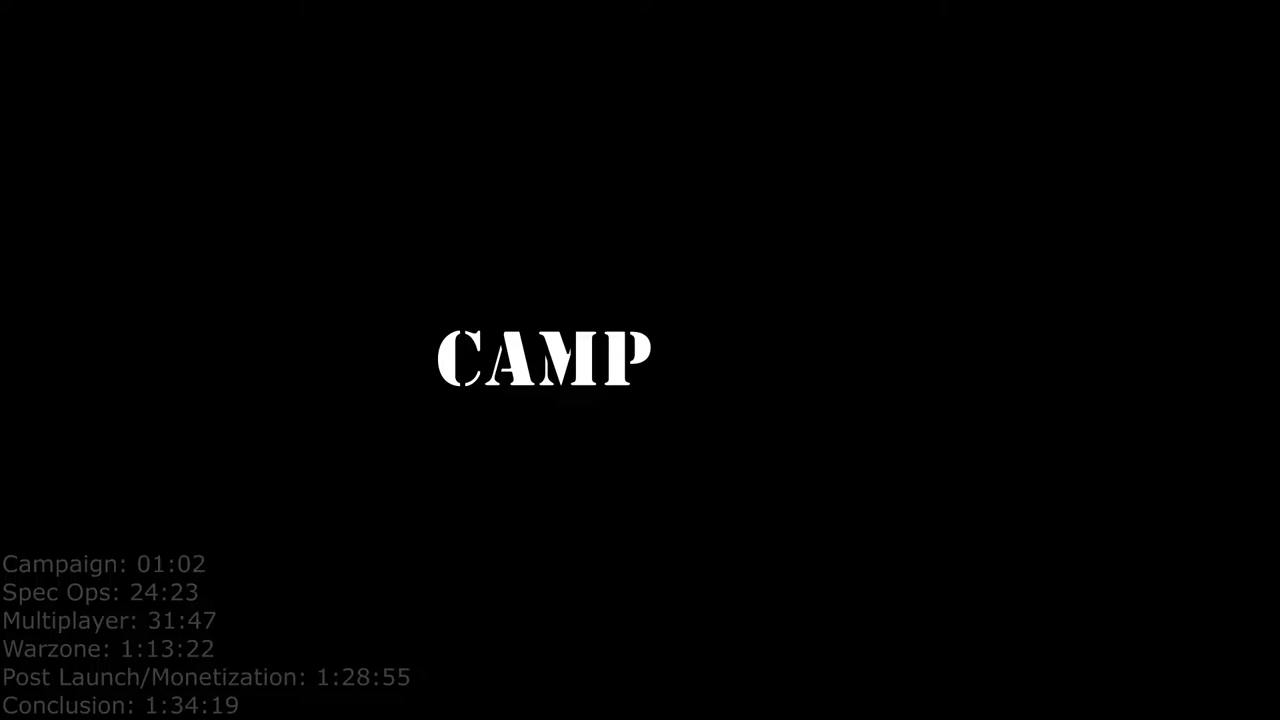 CAMP
Campaign: 01:02
Spec Ops: 24:23
Multiplayer: 31:47
Warzone: 1:13:22
Post Launch/Monetization: 1:28:55
Conclusion: 1:34:19